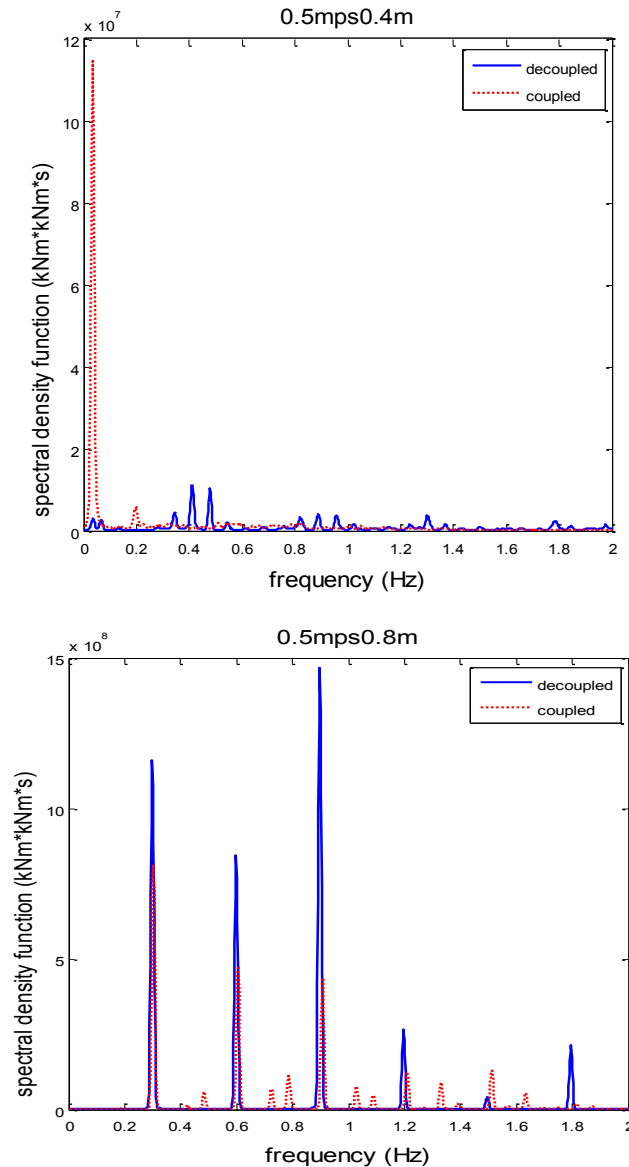 0.5mps0.4m
x 10^7
12
10
8
6
4
2
0
spectral density function (kNm*kNm*s)
decoupled
coupled
0 0.2 0.4 0.6 0.8 1 1.2 1.4 1.6 1.8 2
frequency (Hz)
0.5mps0.8m
x 10^8
15
10
5
0
spectral density function (kNm*kNm*s)
decoupled
coupled
0 0.2 0.4 0.6 0.8 1 1.2 1.4 1.6 1.8 2
frequency (Hz)